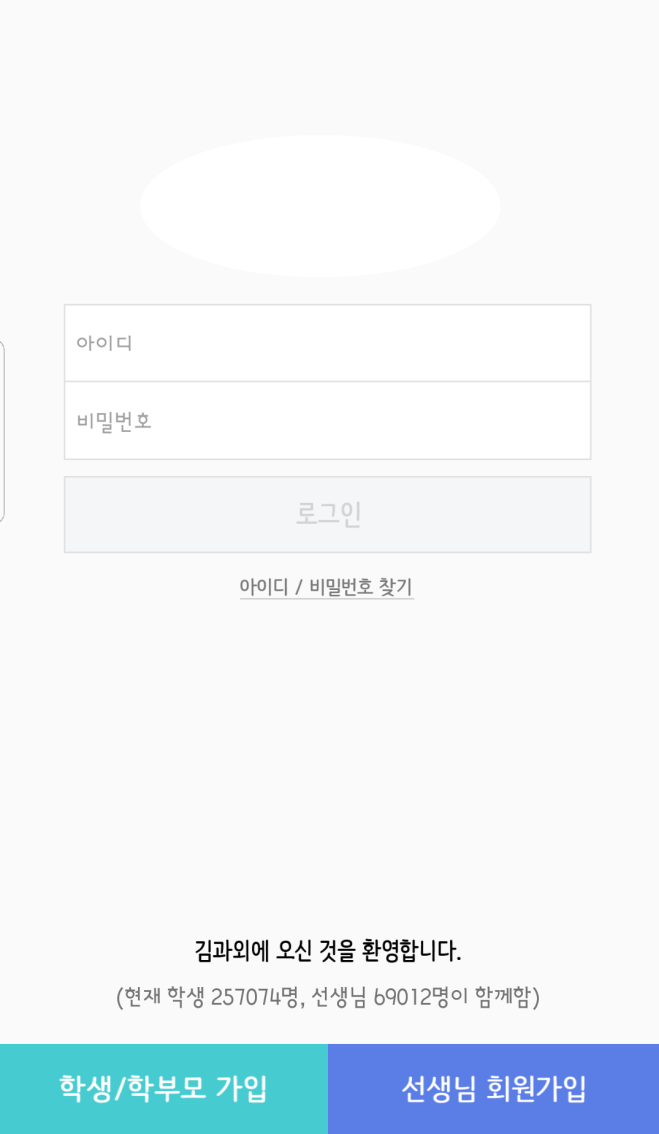 아이디
비밀번호
로그인
아이디 / 비밀번호 찾기
김과외에 오신 것을 환영합니다.
(현재 학생 257074명, 선생님 69012명이 함께함)
학생/학부모 가입
선생님 회원가입